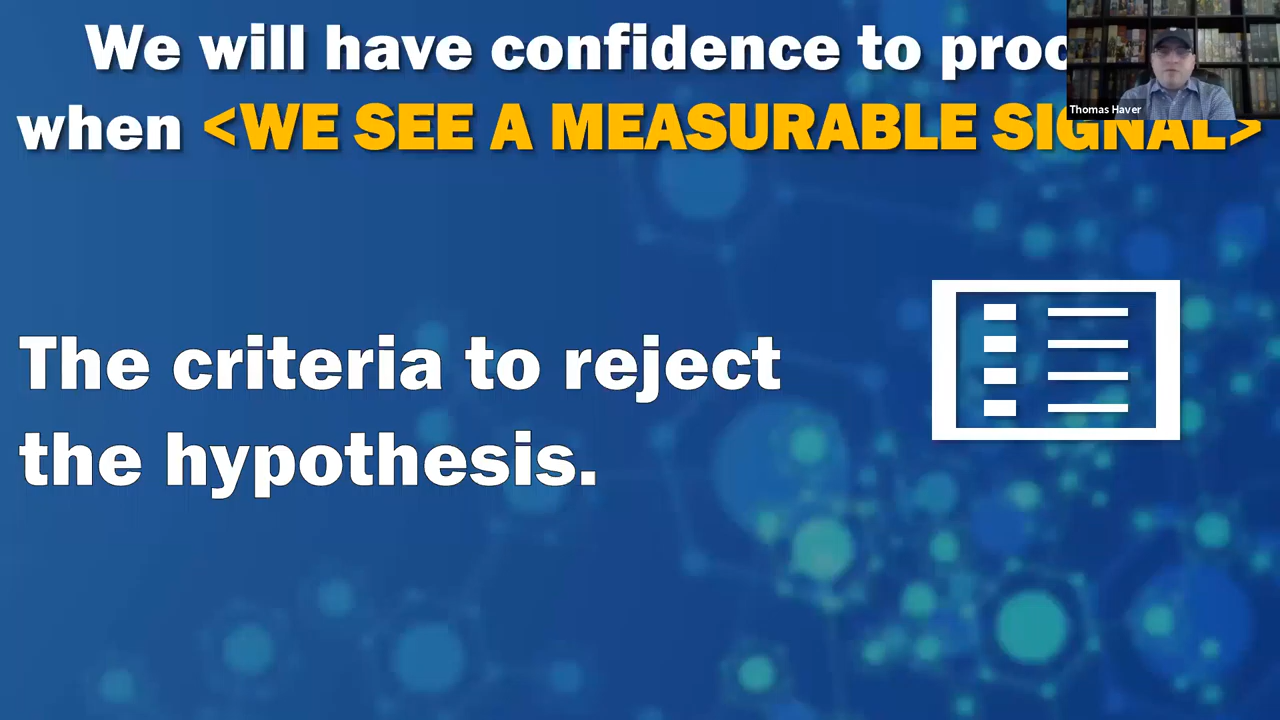 We will have confidence to proc
when <WE SEE A MEASURABLE SIGNAL>
Thomas Haver
The criteria to reject
the hypothesis.